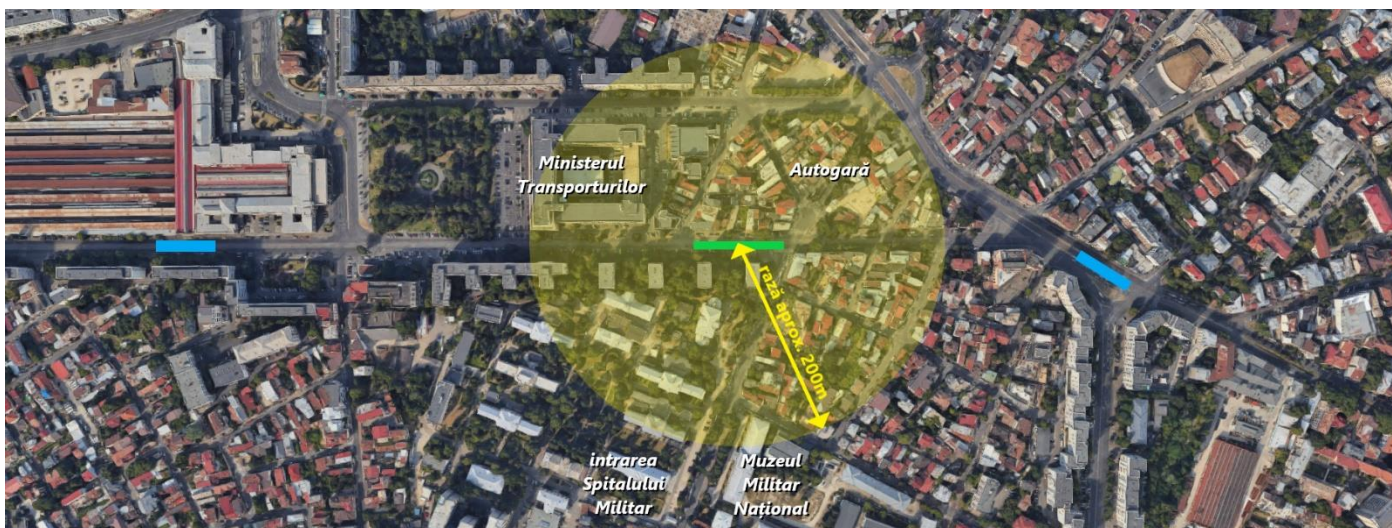 Ministerul
Transporturilor
Autogară
rază aprox. 200m
intrarea
Spitalului
Militar
Muzeul
Militar
Național